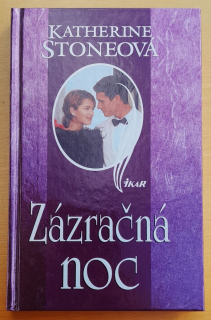 KATHERINE
STONEOVÁ
IKAR
Zázračná
noc